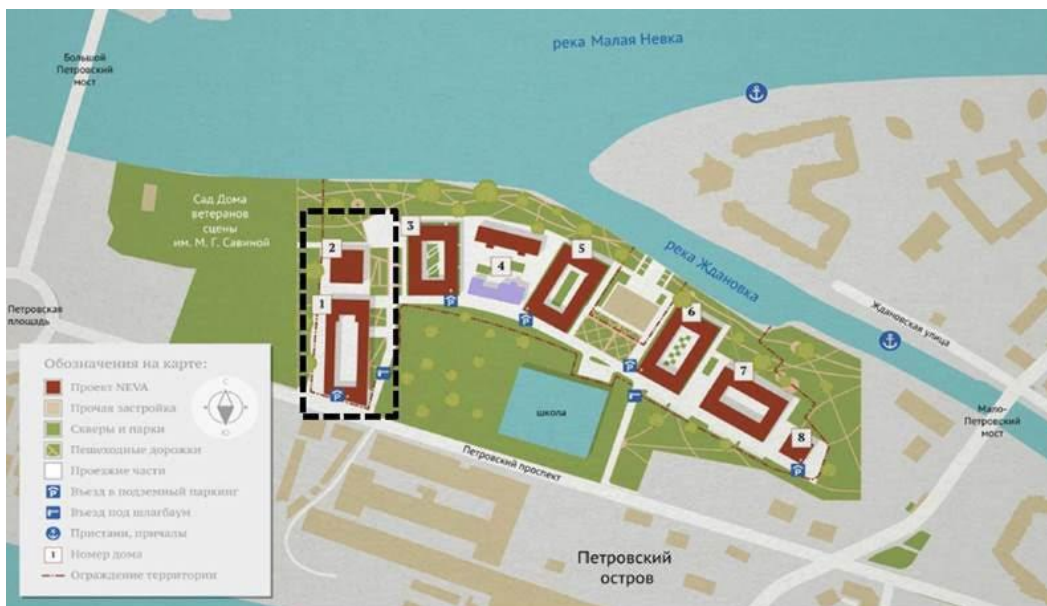 река Малая Невка
Большой
Петровский
мост
Сад Дома
ветеранов
сцены
им. М. Г. Савиной
3
2
4
5
река Ждановка
1
6
Ждановская улица
Петровская
площадь
7
школа
Мало-
Петровский
мост
8
Петровский проспект
Петровский
остров
Обозначения на карте:
С
Ю
Проект NEVA
Прочая застройка
Скверы и парки
Пешеходные дорожки
Проезжие части
P Въезд в подземный паркинг
Въезд под шлагбаум
Пристани, причалы
1 Номер дома
Ограждение территории